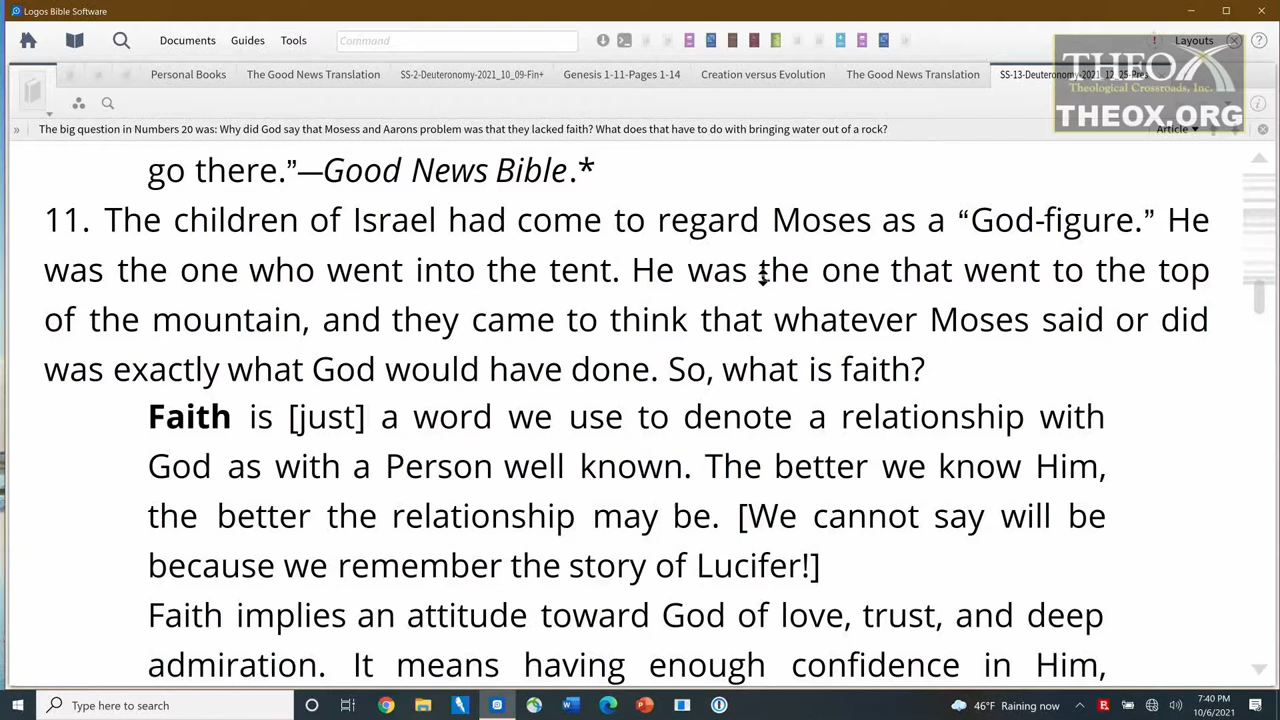 Logos Bible Software
Documents Guides Tools Command Layouts
Personal Books The Good News Translation SS-2-Deuteronomy-2021_10_09-Fin+ Genesis 1-11-Pages 1-14 Creation versus Evolution The Good News Translation SS-13-Deuteronomy-2021_12_25-Pres
THEOX
Theological Crossroads, Inc.
THEOX.ORG
» The big question in Numbers 20 was: Why did God say that Mosess and Aarons problem was that they lacked faith? What does that have to do with bringing water out of a rock? Article
go there.”—Good News Bible.*
11. The children of Israel had come to regard Moses as a “God-figure.” He
was the one who went into the tent. He was the one that went to the top
of the mountain, and they came to think that whatever Moses said or did
was exactly what God would have done. So, what is faith?
Faith is [just] a word we use to denote a relationship with
God as with a Person well known. The better we know Him,
the better the relationship may be. [We cannot say will be
because we remember the story of Lucifer!]
Faith implies an attitude toward God of love, trust, and deep
admiration. It means having enough confidence in Him,
Type here to search 46°F Raining now 7:40 PM
10/6/2021